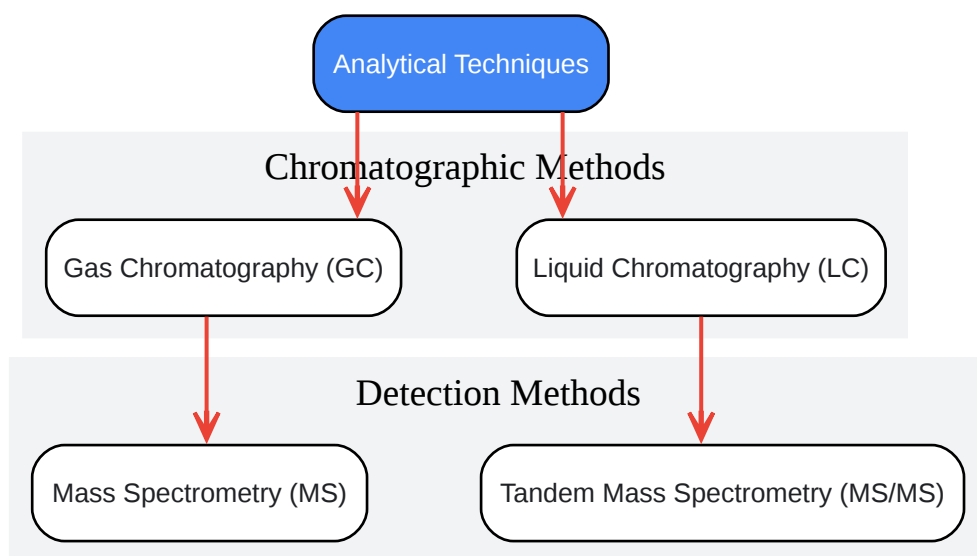 Analytical Techniques
Chromatographic Methods
Gas Chromatography (GC)
Liquid Chromatography (LC)
Detection Methods
Mass Spectrometry (MS)
Tandem Mass Spectrometry (MS/MS)